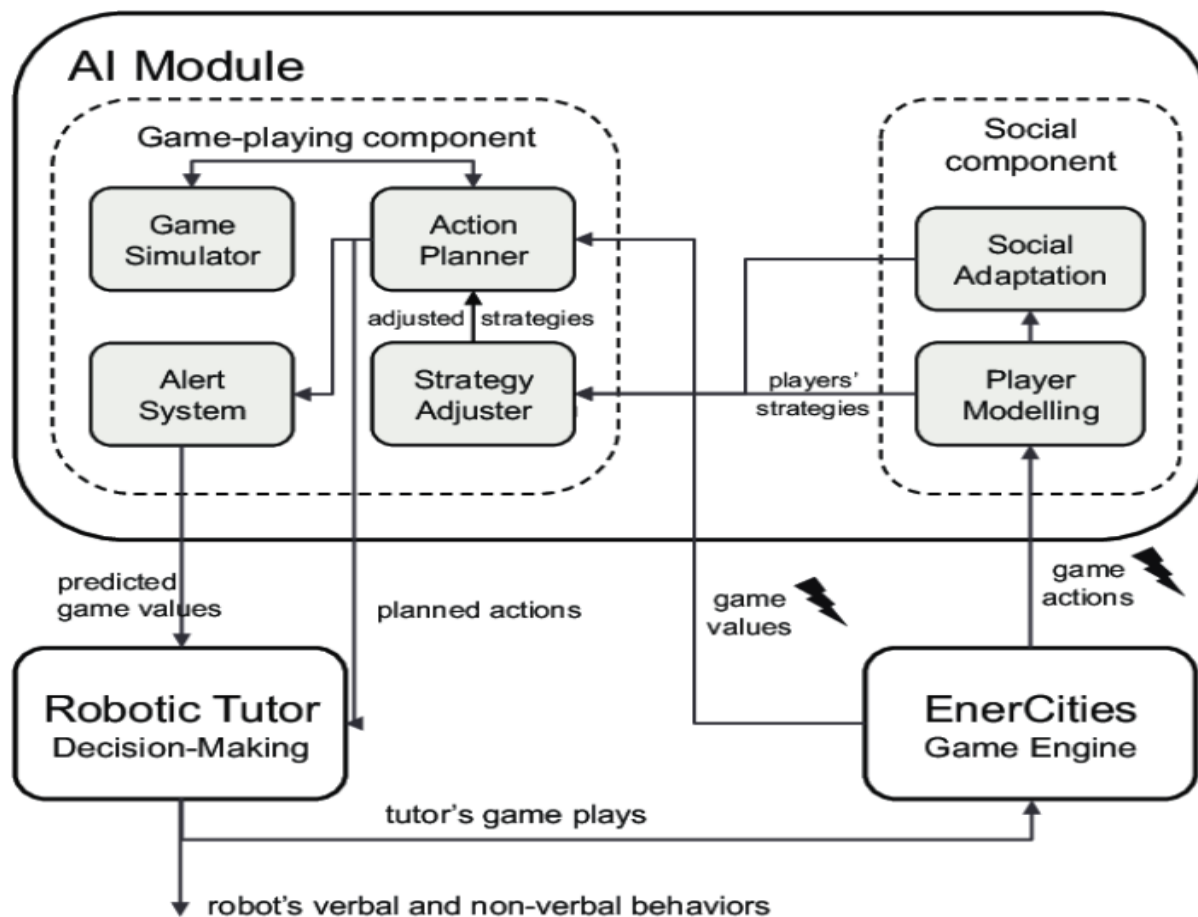 AI Module
Game-playing component
Game
Simulator
Action
Planner
adjusted strategies
Alert
System
Strategy
Adjuster
Social
component
Social
Adaptation
players’
strategies
Player
Modelling
predicted
game values
planned actions
game
values
game
actions
Robotic Tutor
Decision-Making
EnerCities
Game Engine
tutor’s game plays
robot’s verbal and non-verbal behaviors